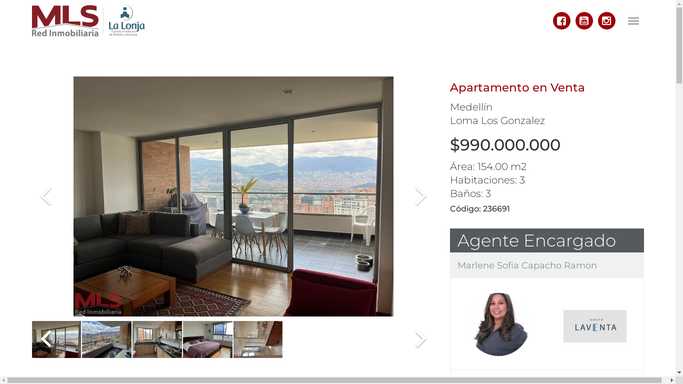 MLS
Red Inmobiliaria
La Lonja
Apartamento en Venta
Medellín
Loma Los Gonzalez
$990.000.000
Área: 154.00 m2
Habitaciones: 3
Baños: 3
Código: 236691
Agente Encargado
Marlene Sofia Capacho Ramon
LAVENTA
MLS
Red Inmobiliaria